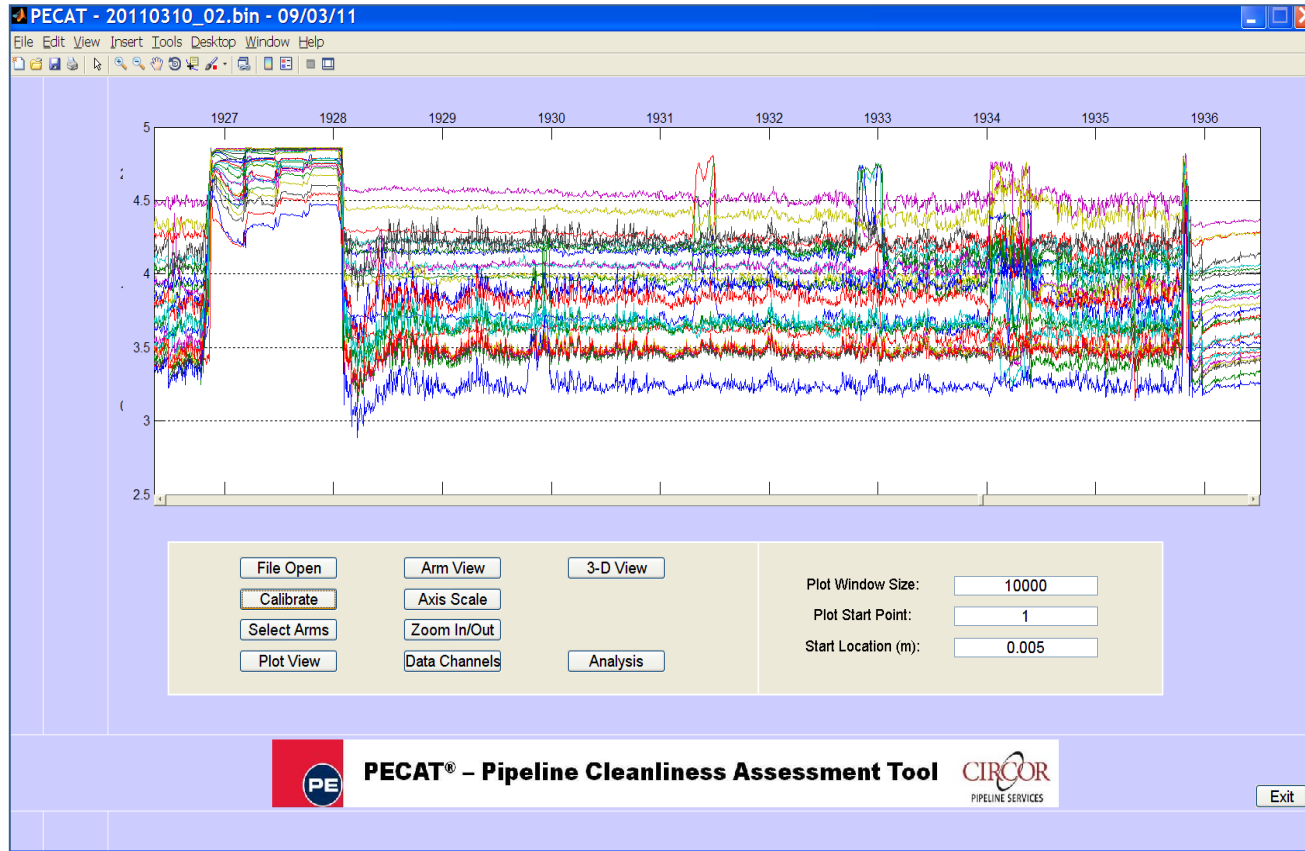 PECAT - 20110310_02.bin - 09/03/11
File Edit View Insert Tools Desktop Window Help
1927 1928 1929 1930 1931 1932 1933 1934 1935 1936
5
4.5
4
3.5
3
2.5
File Open Arm View 3-D View
Calibrate Axis Scale
Select Arms Zoom In/Out
Plot View Data Channels Analysis
Plot Window Size: 10000
Plot Start Point: 1
Start Location (m): 0.005
PE
PECAT® – Pipeline Cleanliness Assessment Tool
CIRCOR
PIPELINE SERVICES
Exit